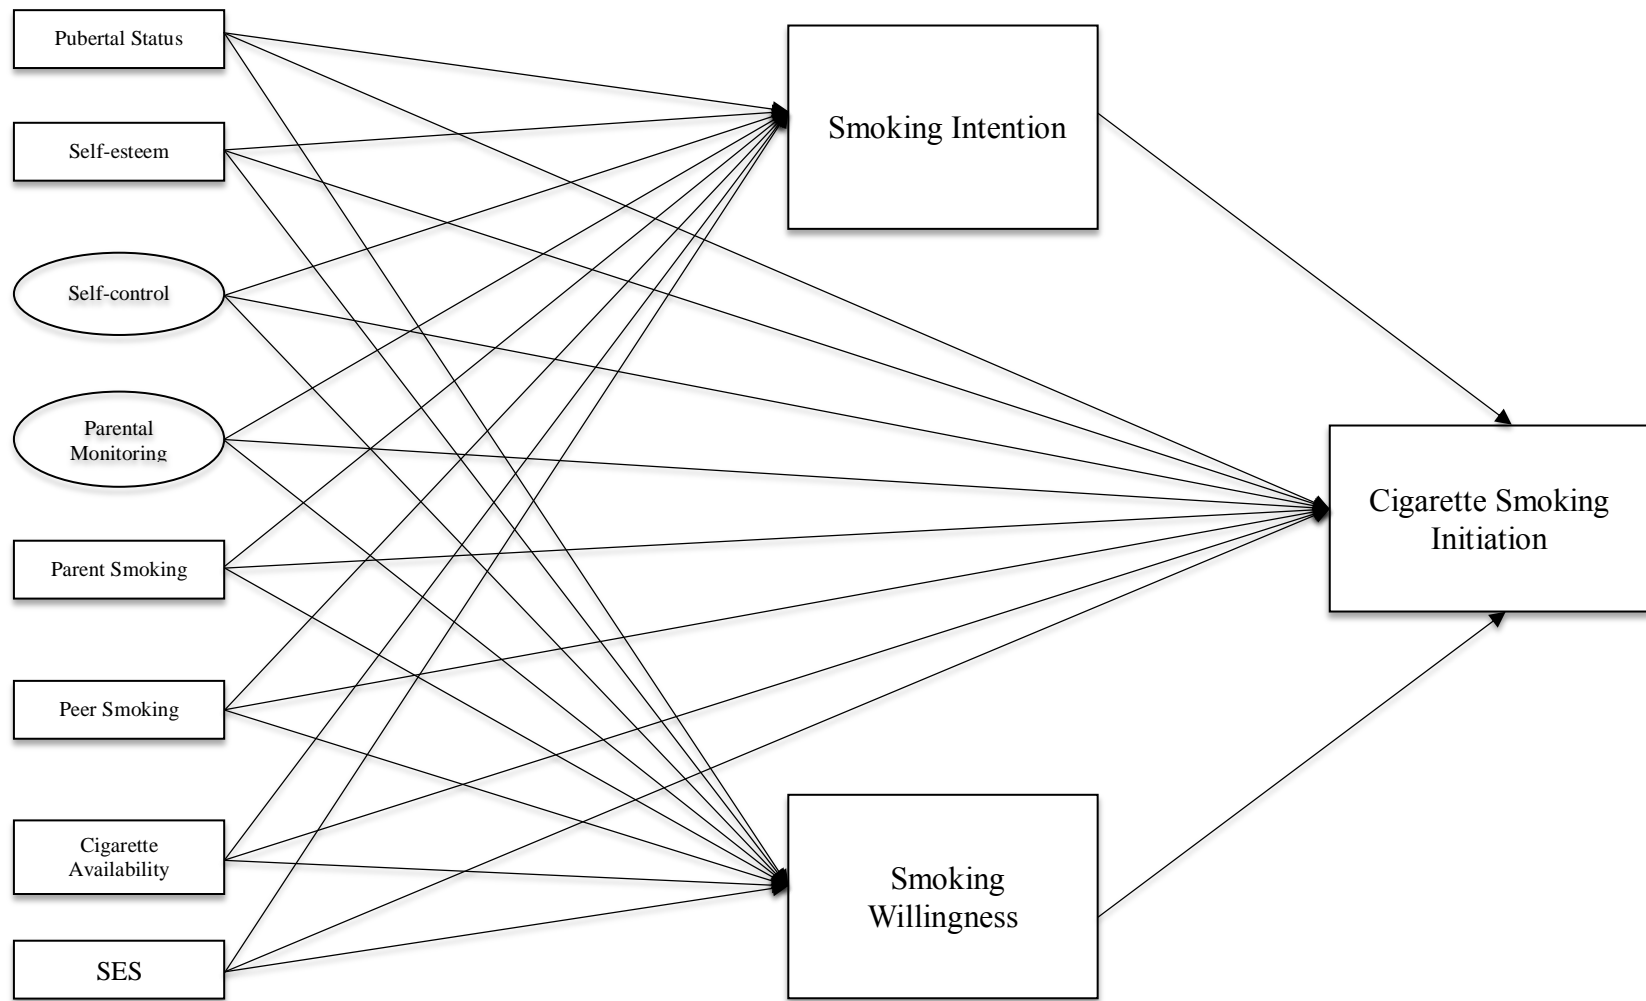 Pubertal Status
Self-esteem
Self-control
Parental
Monitoring
Parent Smoking
Peer Smoking
Cigarette
Availability
SES
Smoking Intention
Smoking
Willingness
Cigarette Smoking
Initiation